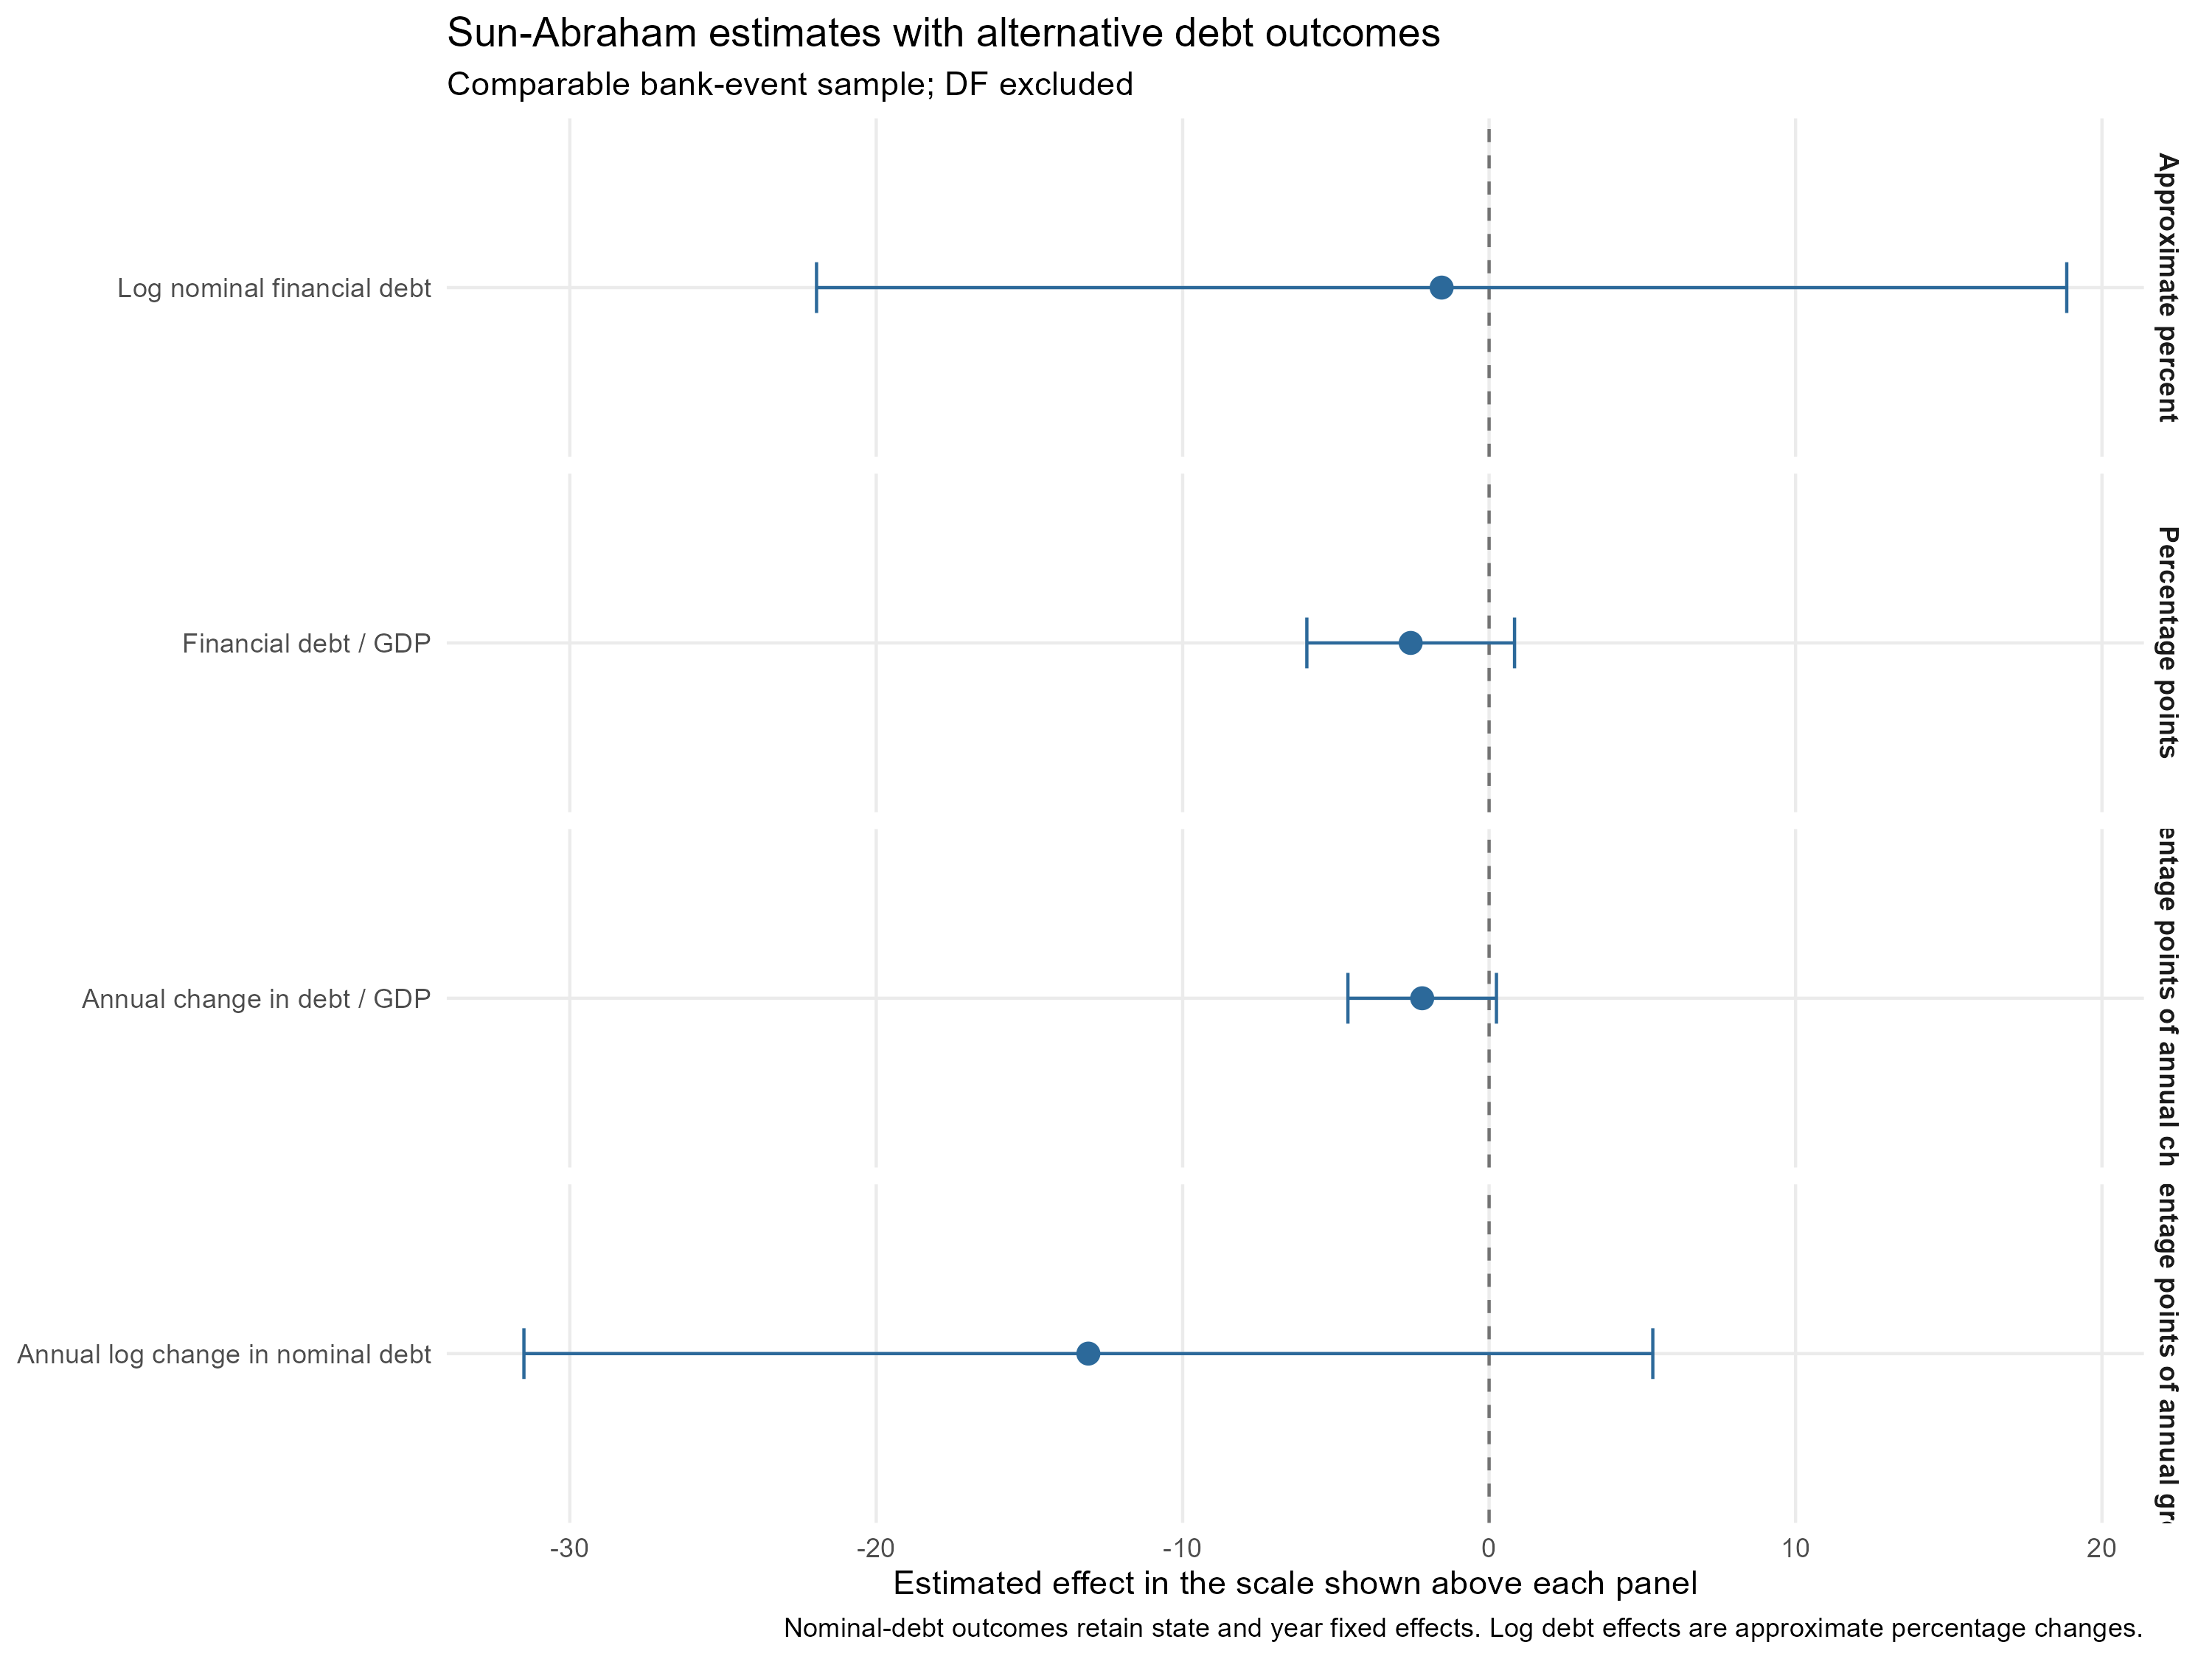 Sun-Abraham estimates with alternative debt outcomes
Comparable bank-event sample; DF excluded
Log nominal financial debt
Approximate percent
Financial debt / GDP
Percentage points
Annual change in debt / GDP
entage points of annual ch
Annual log change in nominal debt
entage points of annual gr
-30 -20 -10 0 10 20
Estimated effect in the scale shown above each panel
Nominal-debt outcomes retain state and year fixed effects. Log debt effects are approximate percentage changes.